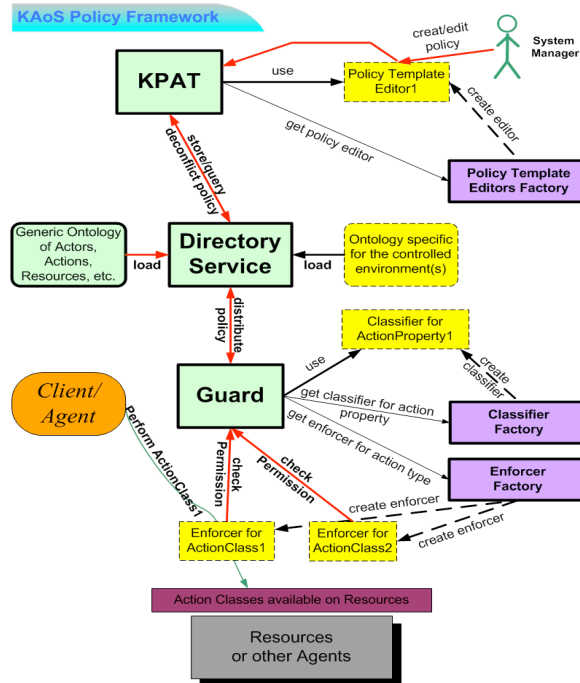 KAoS Policy Framework
creat/edit
policy
System
Manager
KPAT
use
Policy Template
Editor1
create editor
get policy editor
Policy Template
Editors Factory
store/query
deconflict policy
Generic Ontology
of Actors,
Actions,
Resources, etc.
load
Directory
Service
load
Ontology specific
for the controlled
environment(s)
distribute
policy
Classifier for
ActionProperty1
use
create
classifier
Client/
Agent
Guard
get classifier for action
property
Classifier
Factory
get enforcer for action type
Perform ActionClass1
check
Permission
check
Permission
Enforcer
Factory
create enforcer
create enforcer
Enforcer for
ActionClass1
Enforcer for
ActionClass2
Action Classes available on Resources
Resources
or other Agents